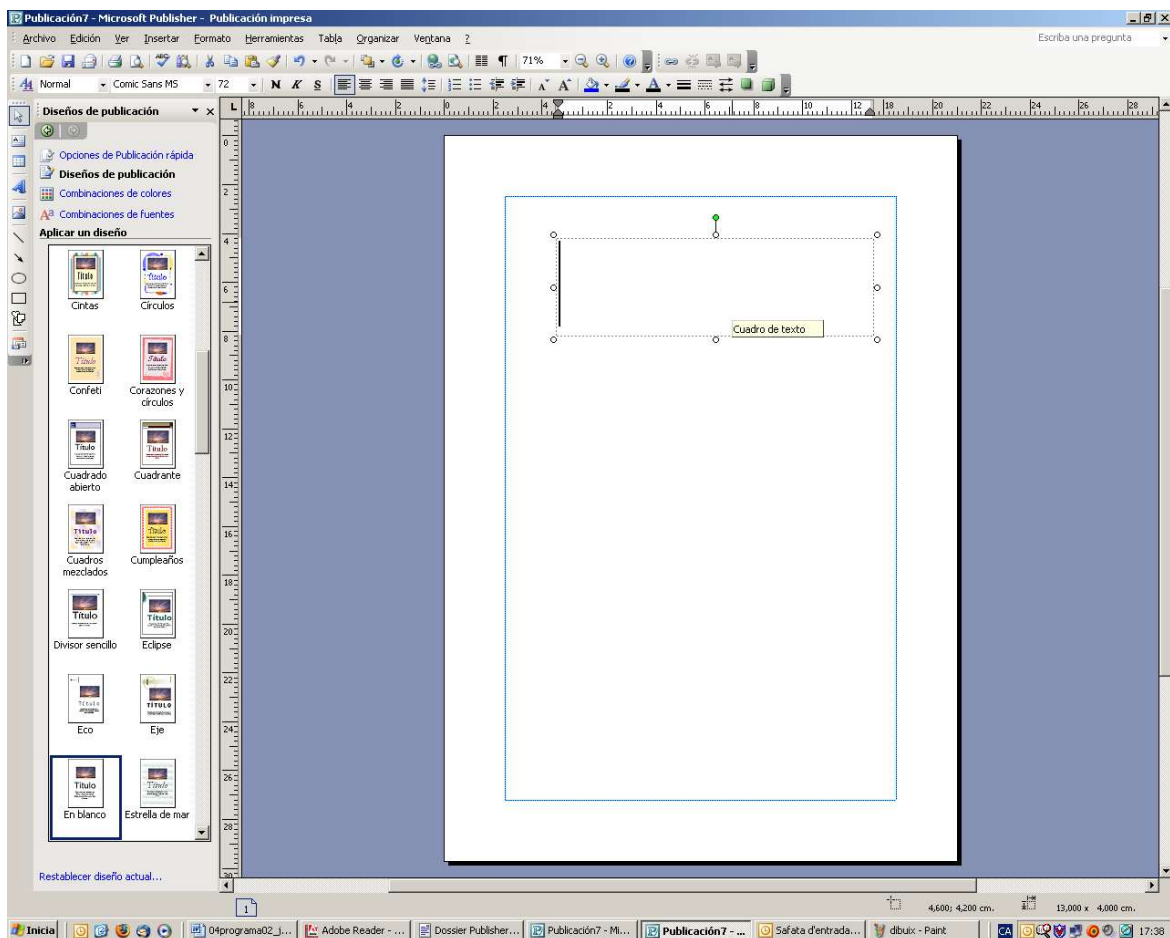 Publicación7 - Microsoft Publisher - Publicación impresa
Archivo Edición Ver Insertar Formato Herramientas Tabla Organizar Ventana ?
Escriba una pregunta
71%
Normal Comic Sans MS 72 N K S
Diseños de publicación
Opciones de Publicación rápida
Diseños de publicación
Combinaciones de colores
Combinaciones de fuentes
Aplicar un diseño
Cintas Círculos
Confeti Corazones y
círculos
Cuadrado Cuadrante
abierto
Cuadros Cumpleaños
mezclados
Divisor sencillo Eclipse
Eco Eje
En blanco Estrella de mar
Restablecer diseño actual...
Cuadro de texto
1
4,600; 4,200 cm. 13,000 x 4,000 cm.
Inicia 04programa02_j... Adobe Reader - ... Dossier Publisher... Publicación7 - Mi... Publicación7 - ... Safata d'entrada... dibuix - Paint CA 17:38